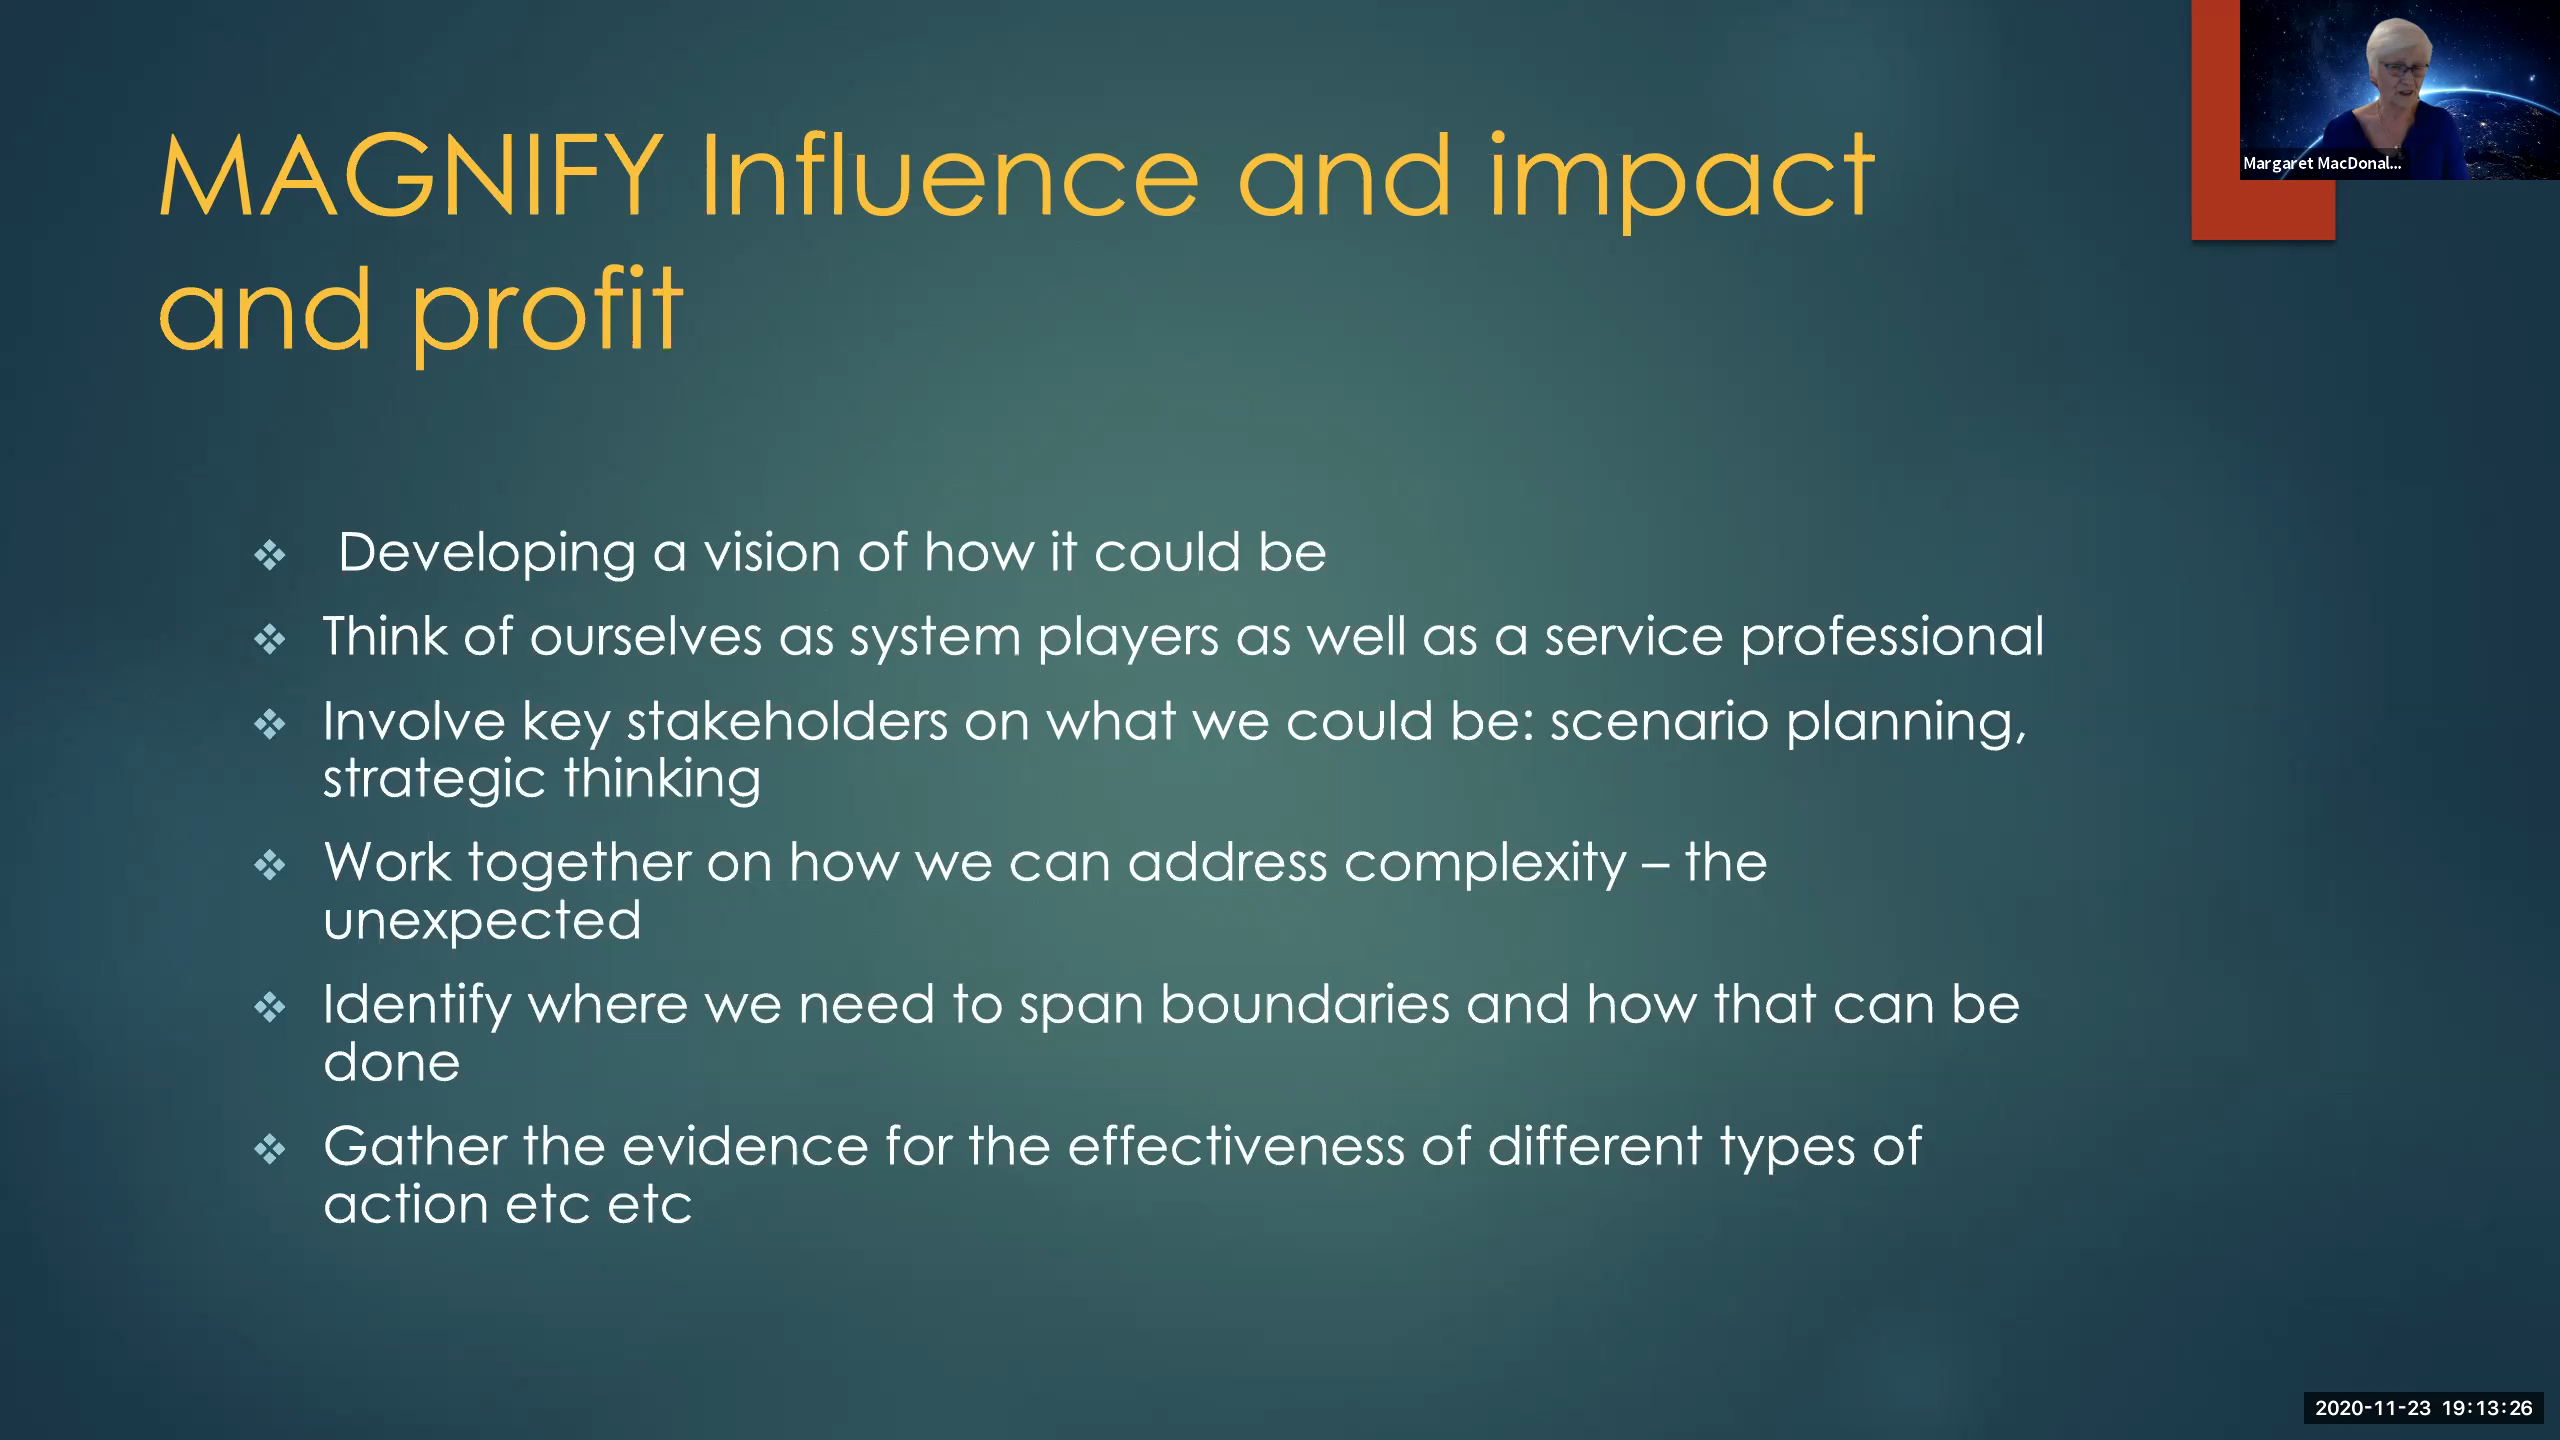 MAGNIFY Influence and impact
and profit
Margaret MacDonal...
❖ Developing a vision of how it could be
❖ Think of ourselves as system players as well as a service professional
❖ Involve key stakeholders on what we could be: scenario planning,
strategic thinking
❖ Work together on how we can address complexity – the
unexpected
❖ Identify where we need to span boundaries and how that can be
done
❖ Gather the evidence for the effectiveness of different types of
action etc etc
2020-11-23 19:13:26